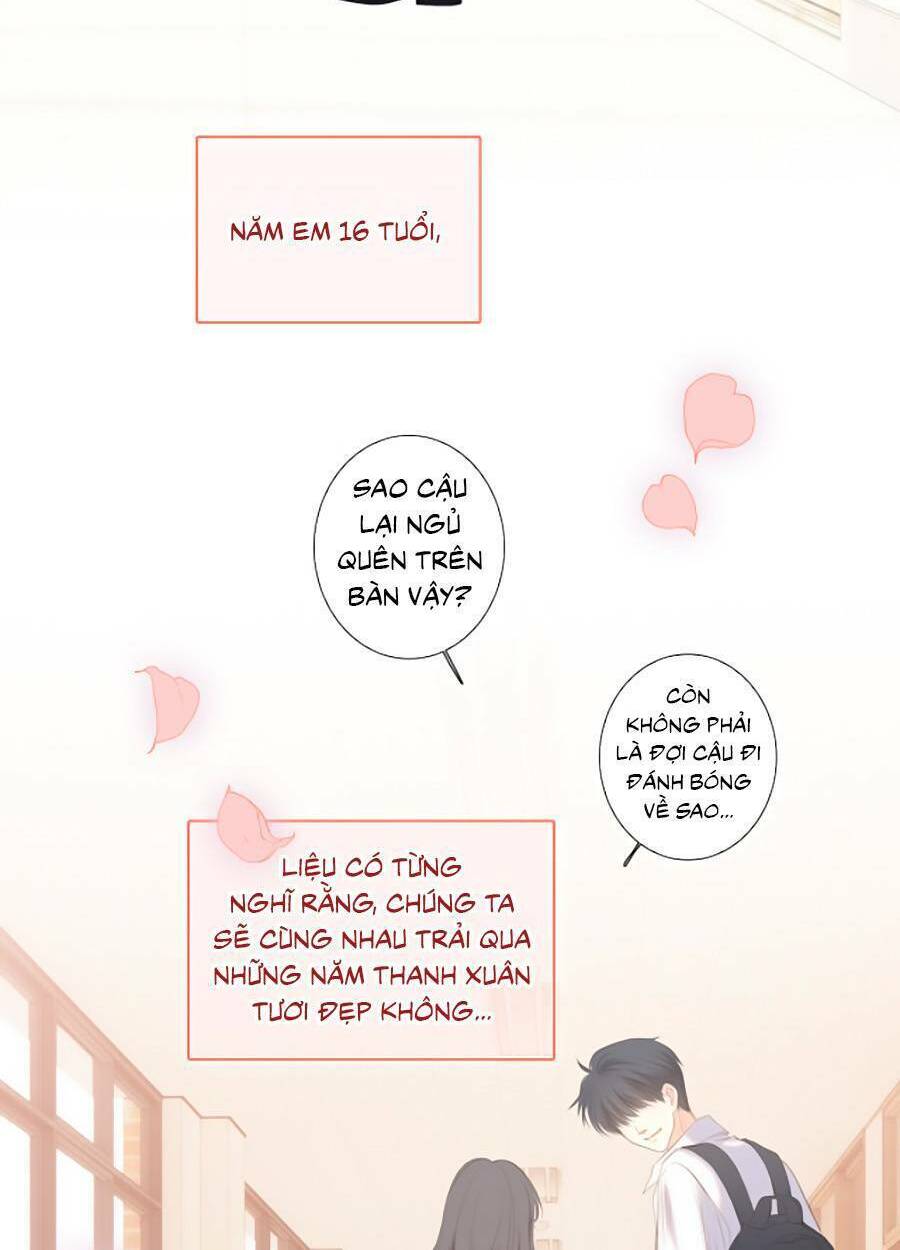 NĂM EM 16 TUỔI,
SAO CẬU
LẠI NGỦ
QUÊN TRÊN
BÀN VẬY?
CÒN
KHÔNG PHẢI
LÀ ĐỢI CẬU ĐI
ĐÁNH BÓNG
VỀ SAO...
LIỆU CÓ TỪNG
NGHĨ RẰNG, CHÚNG TA
SẼ CÙNG NHAU TRẢI QUA
NHỮNG NĂM THANH XUÂN
TƯƠI ĐẸP KHÔNG...